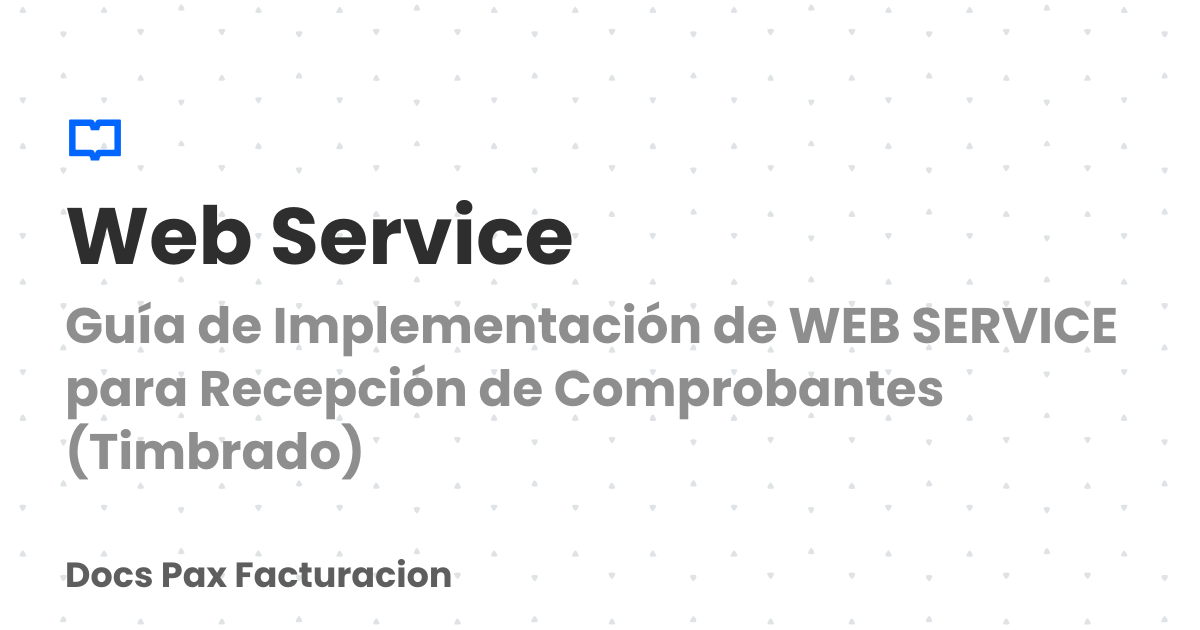 Web Service
Guía de Implementación de WEB SERVICE
para Recepción de Comprobantes
(Timbrado)
Docs Pax Facturacion